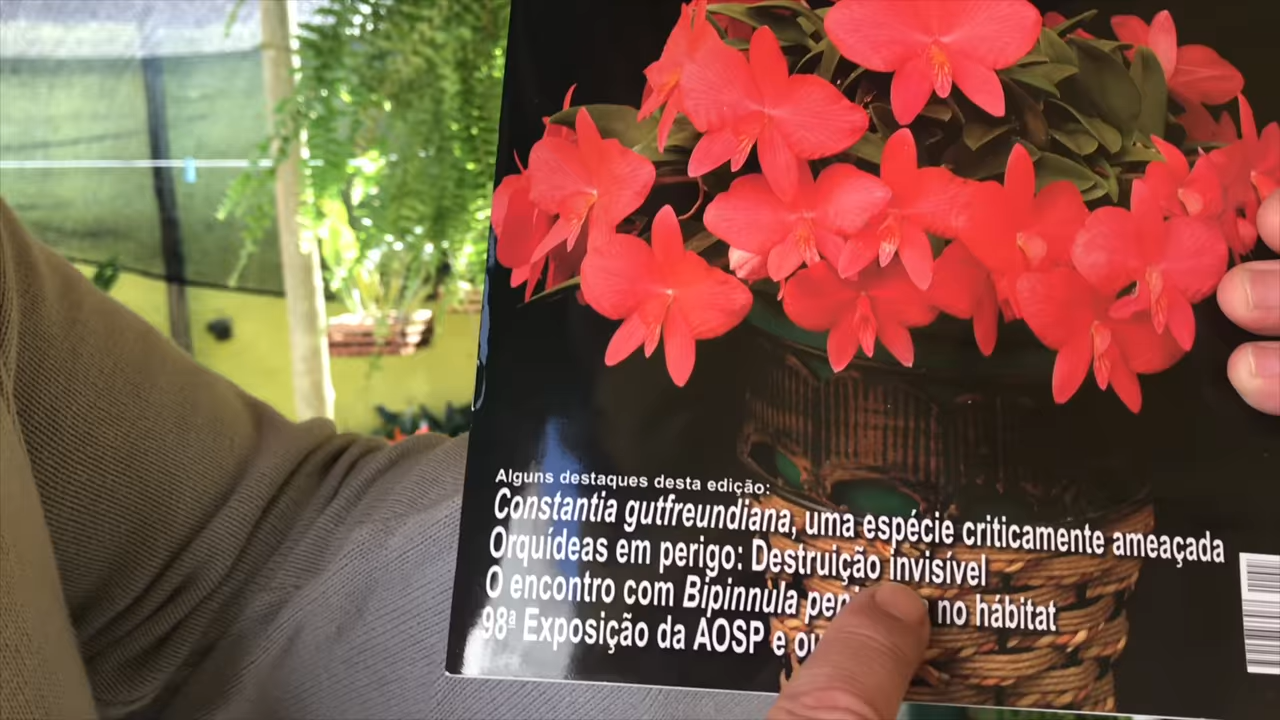 Alguns destaques desta edição:
Constantia gutfreundiana, uma espécie criticamente ameaçada
Orquídeas em perigo: Destruição invisível
O encontro com Bipinnula no hábitat
98ª Exposição da AOSP e